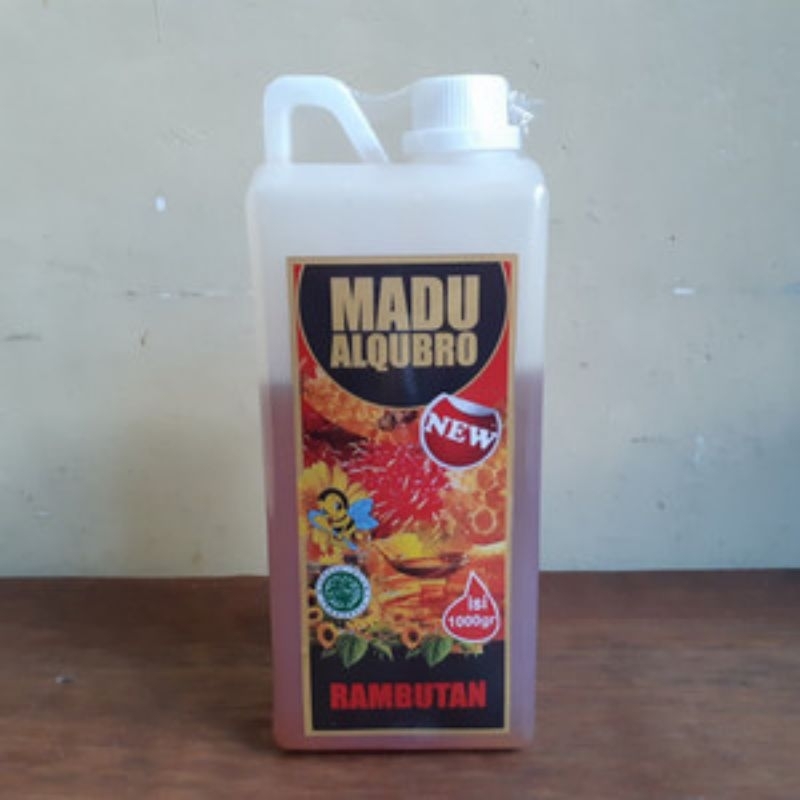 MADU
ALQUBRO
NEW
isi
1000gr
RAMBUTAN